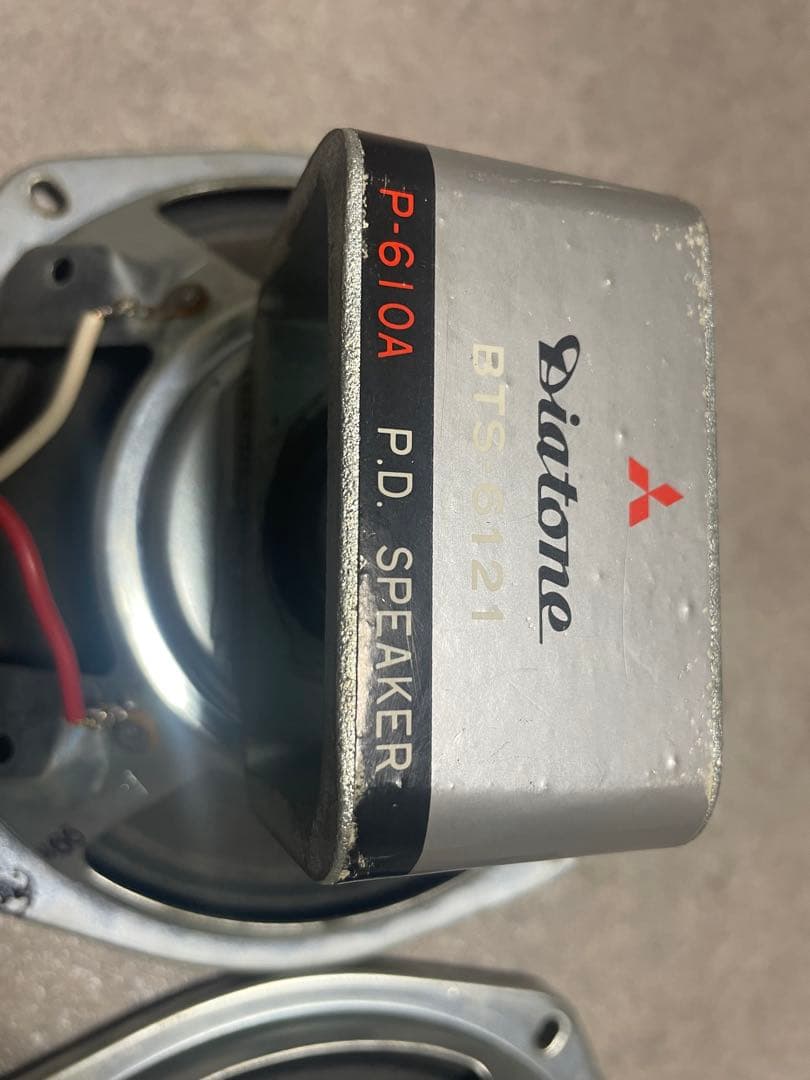 Diatone
BTS-6121
P-610A P.D. SPEAKER